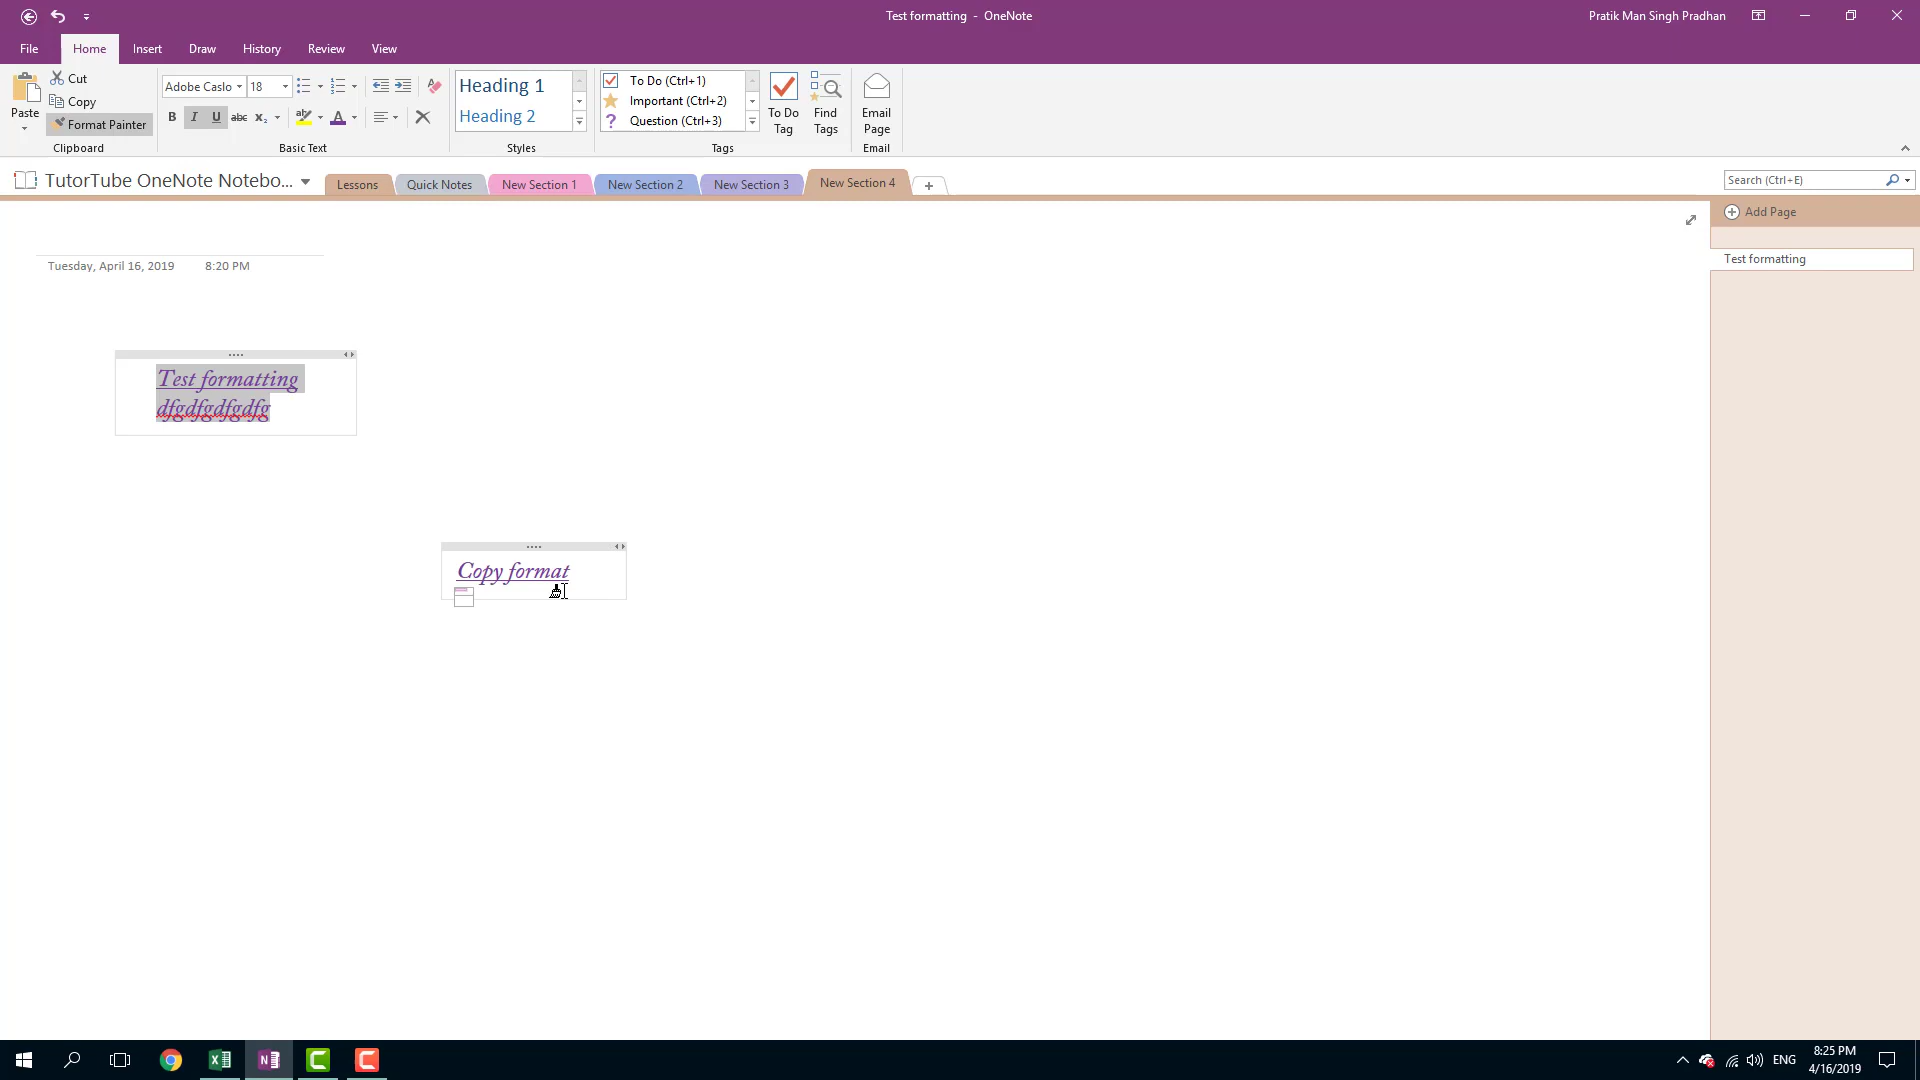 Test formatting - OneNote
Pratik Man Singh Pradhan
File Home Insert Draw History Review View
Cut
Copy
Format Painter
Paste
Clipboard
Adobe Caslo 18
B I U abc x₂ ab A
Basic Text
Heading 1
Heading 2
Styles
To Do (Ctrl+1)
Important (Ctrl+2)
Question (Ctrl+3)
Tags
To Do
Tag
Find
Tags
Email
Page
Email
TutorTube OneNote Notebo...
Lessons Quick Notes New Section 1 New Section 2 New Section 3 New Section 4
Search (Ctrl+E)
Add Page
Test formatting
Tuesday, April 16, 2019 8:20 PM
Test formatting
dfgdfgdfgdfg
Copy format
ENG
8:25 PM
4/16/2019